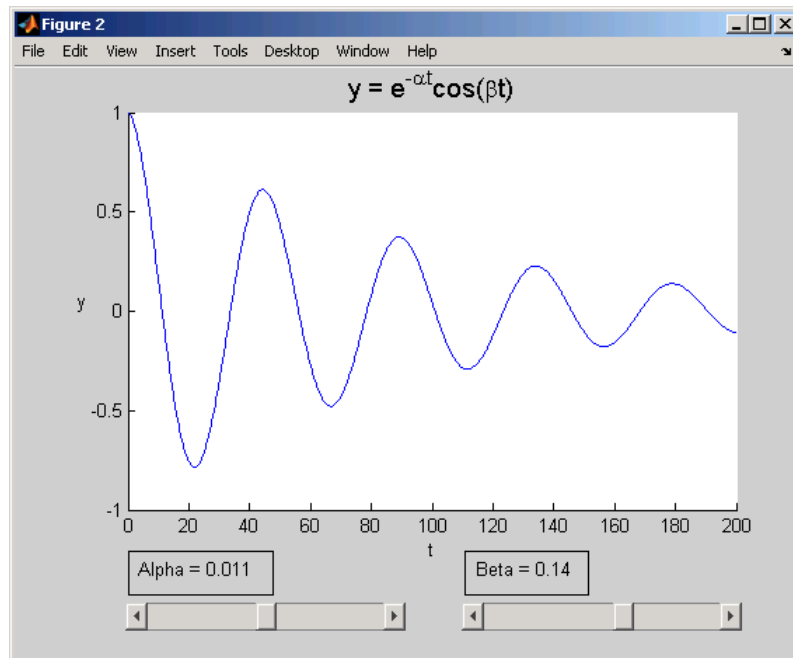 Figure 2
File Edit View Insert Tools Desktop Window Help
y = e^-αt cos(βt)
1
0.5
y
0
-0.5
-1
0 20 40 60 80 100 120 140 160 180 200
t
Alpha = 0.011
Beta = 0.14